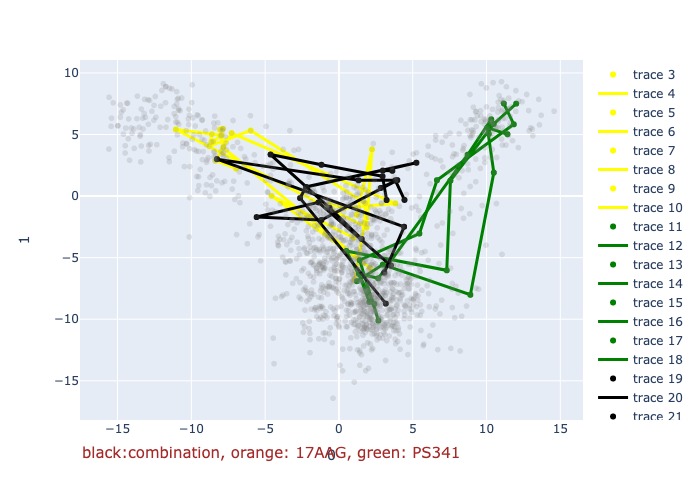 10
5
0
−5
−10
−15
1
−15
−10
−5
0
5
10
15
0
black:combination, orange: 17AAG, green: PS341
trace 3
trace 4
trace 5
trace 6
trace 7
trace 8
trace 9
trace 10
trace 11
trace 12
trace 13
trace 14
trace 15
trace 16
trace 17
trace 18
trace 19
trace 20
trace 21